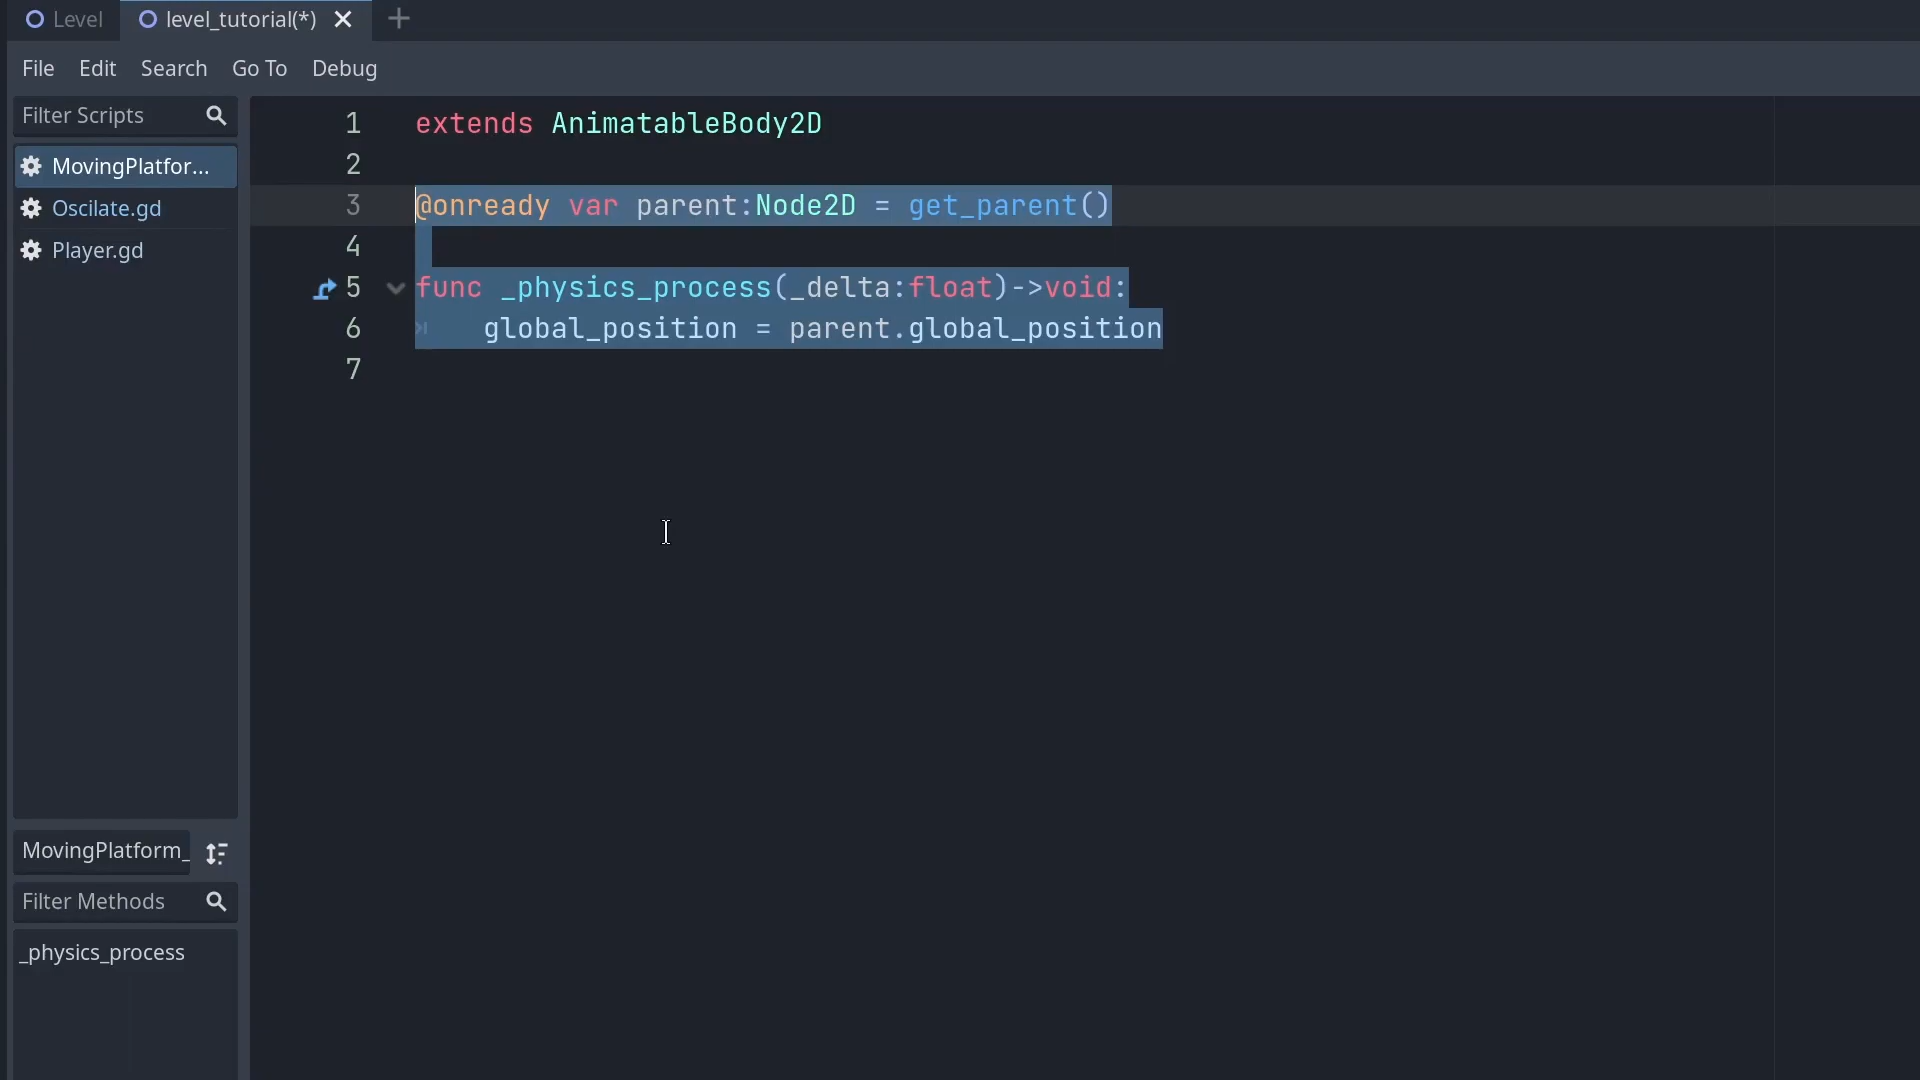 Level
level_tutorial(*)
File Edit Search Go To Debug
Filter Scripts
MovingPlatfor...
Oscilate.gd
Player.gd
MovingPlatform_
Filter Methods
_physics_process
1 extends AnimatableBody2D
2
3 @onready var parent:Node2D = get_parent()
4
5 func _physics_process(_delta:float)->void:
6 global_position = parent.global_position
7